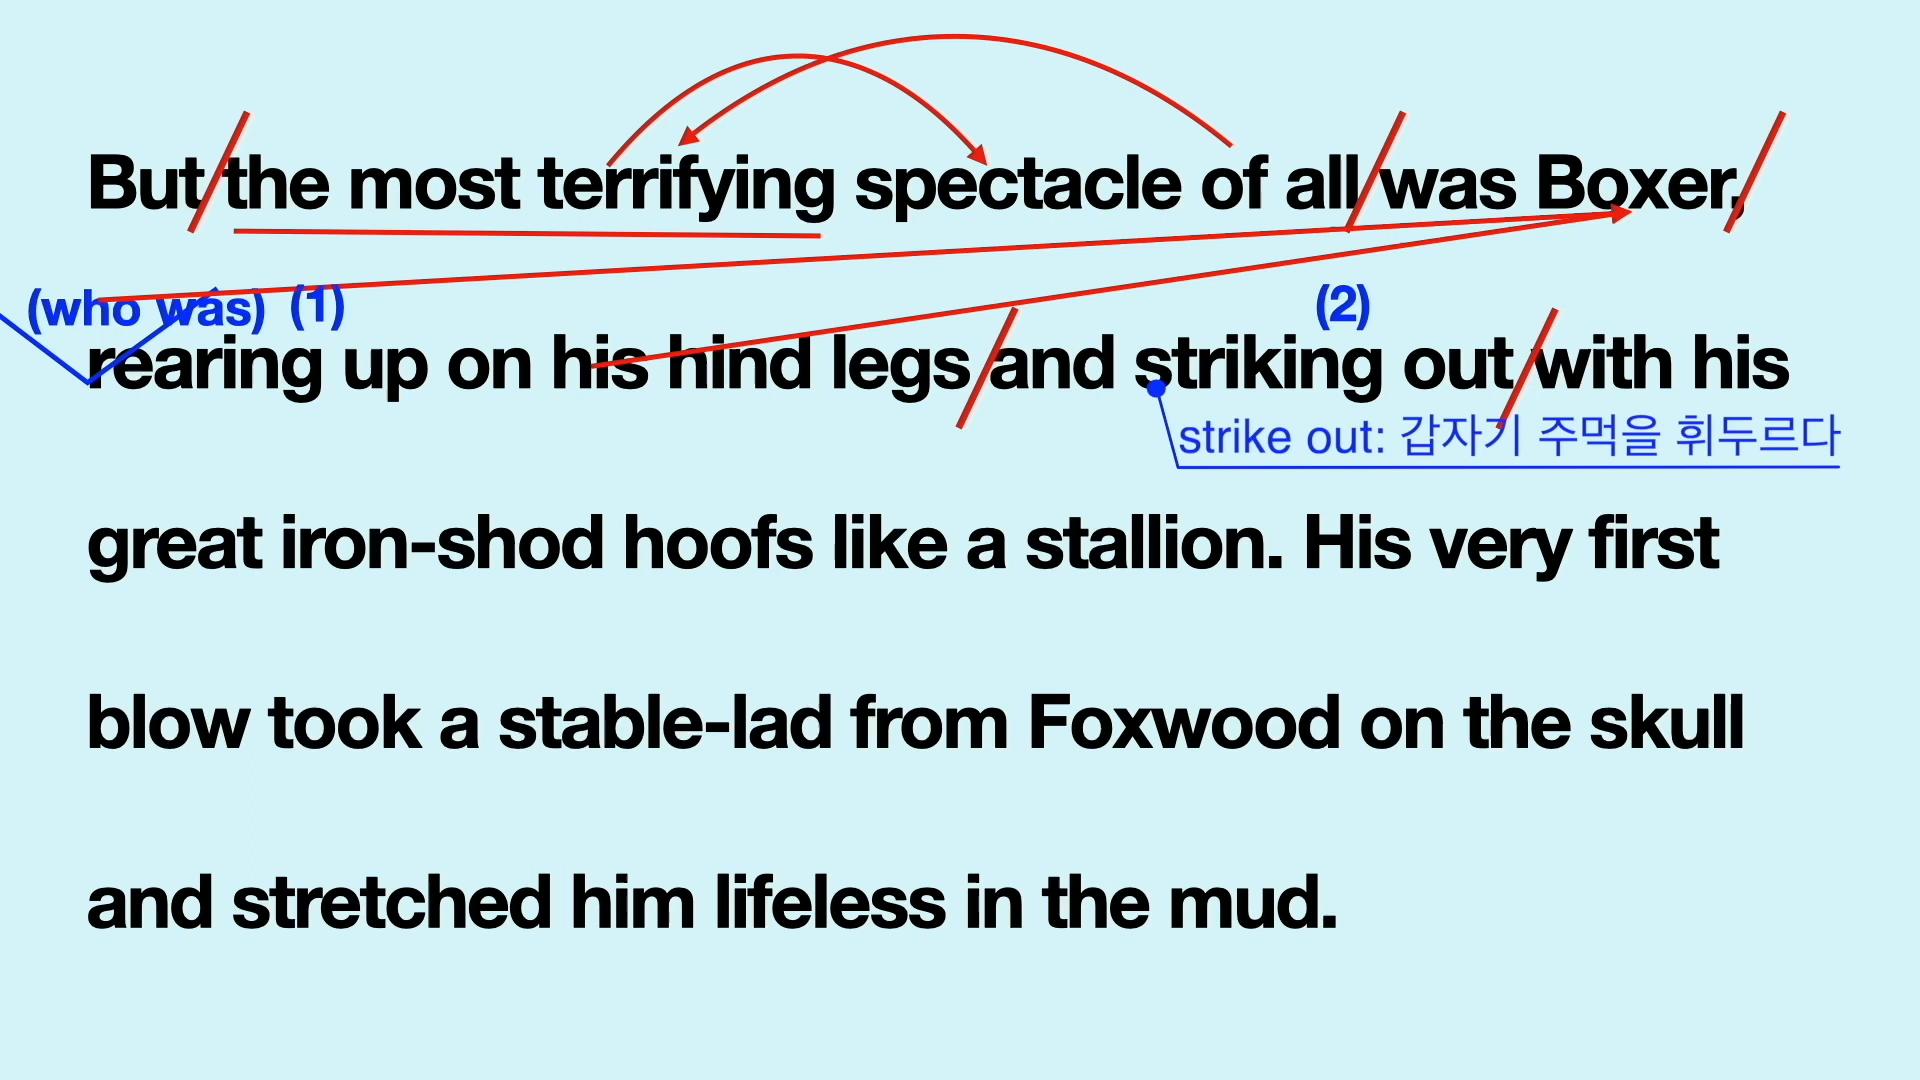 But the most terrifying spectacle of all was Boxer,
(who was) (1) (2)
rearing up on his hind legs and striking out with his
strike out: 갑자기 주먹을 휘두르다
great iron-shod hoofs like a stallion. His very first
blow took a stable-lad from Foxwood on the skull
and stretched him lifeless in the mud.